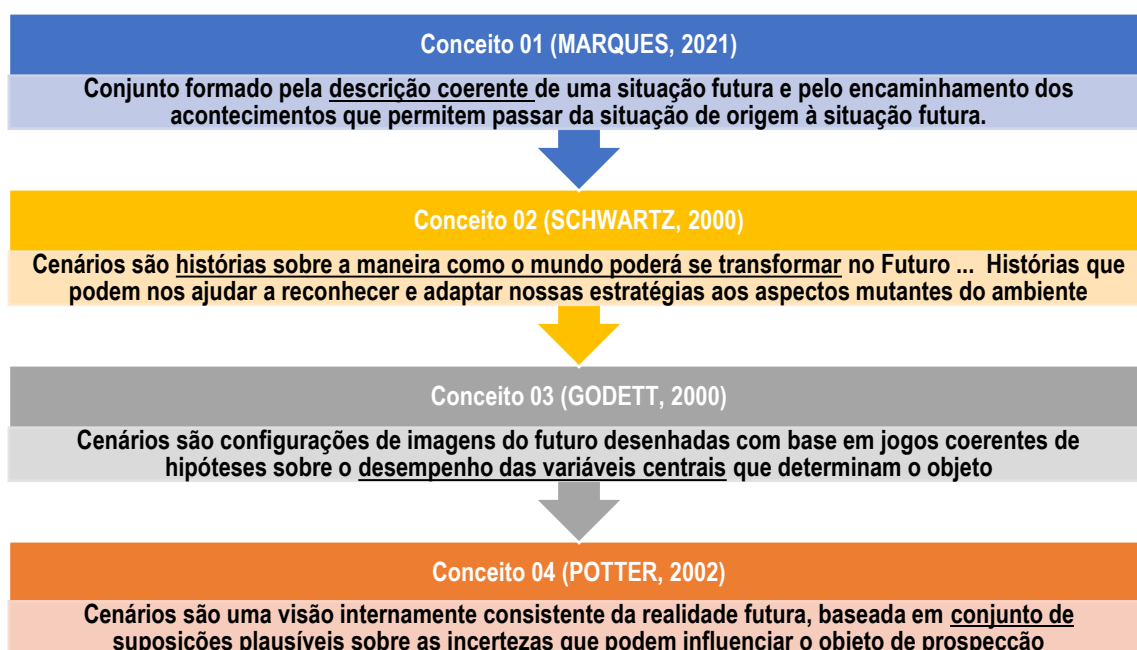 Conceito 01 (MARQUES, 2021)
Conjunto formado pela descrição coerente de uma situação futura e pelo encaminhamento dos
acontecimentos que permitem passar da situação de origem à situação futura.
Conceito 02 (SCHWARTZ, 2000)
Cenários são histórias sobre a maneira como o mundo poderá se transformar no Futuro ... Histórias que
podem nos ajudar a reconhecer e adaptar nossas estratégias aos aspectos mutantes do ambiente
Conceito 03 (GODETT, 2000)
Cenários são configurações de imagens do futuro desenhadas com base em jogos coerentes de
hipóteses sobre o desempenho das variáveis centrais que determinam o objeto
Conceito 04 (POTTER, 2002)
Cenários são uma visão internamente consistente da realidade futura, baseada em conjunto de
suposições plausíveis sobre as incertezas que podem influenciar o objeto de prospecção